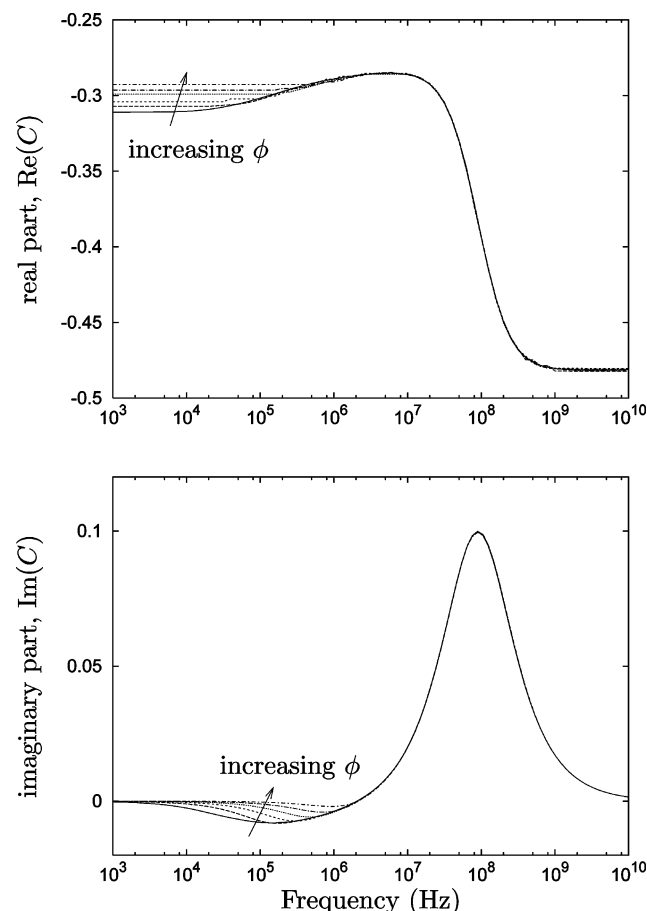 real part, Re(C)
-0.25
-0.3
-0.35
-0.4
-0.45
-0.5
increasing ϕ
10³ 10⁴ 10⁵ 10⁶ 10⁷ 10⁸ 10⁹ 10¹⁰
imaginary part, Im(C)
0.1
0.05
0
increasing ϕ
10³ 10⁴ 10⁵ 10⁶ 10⁷ 10⁸ 10⁹ 10¹⁰
Frequency (Hz)